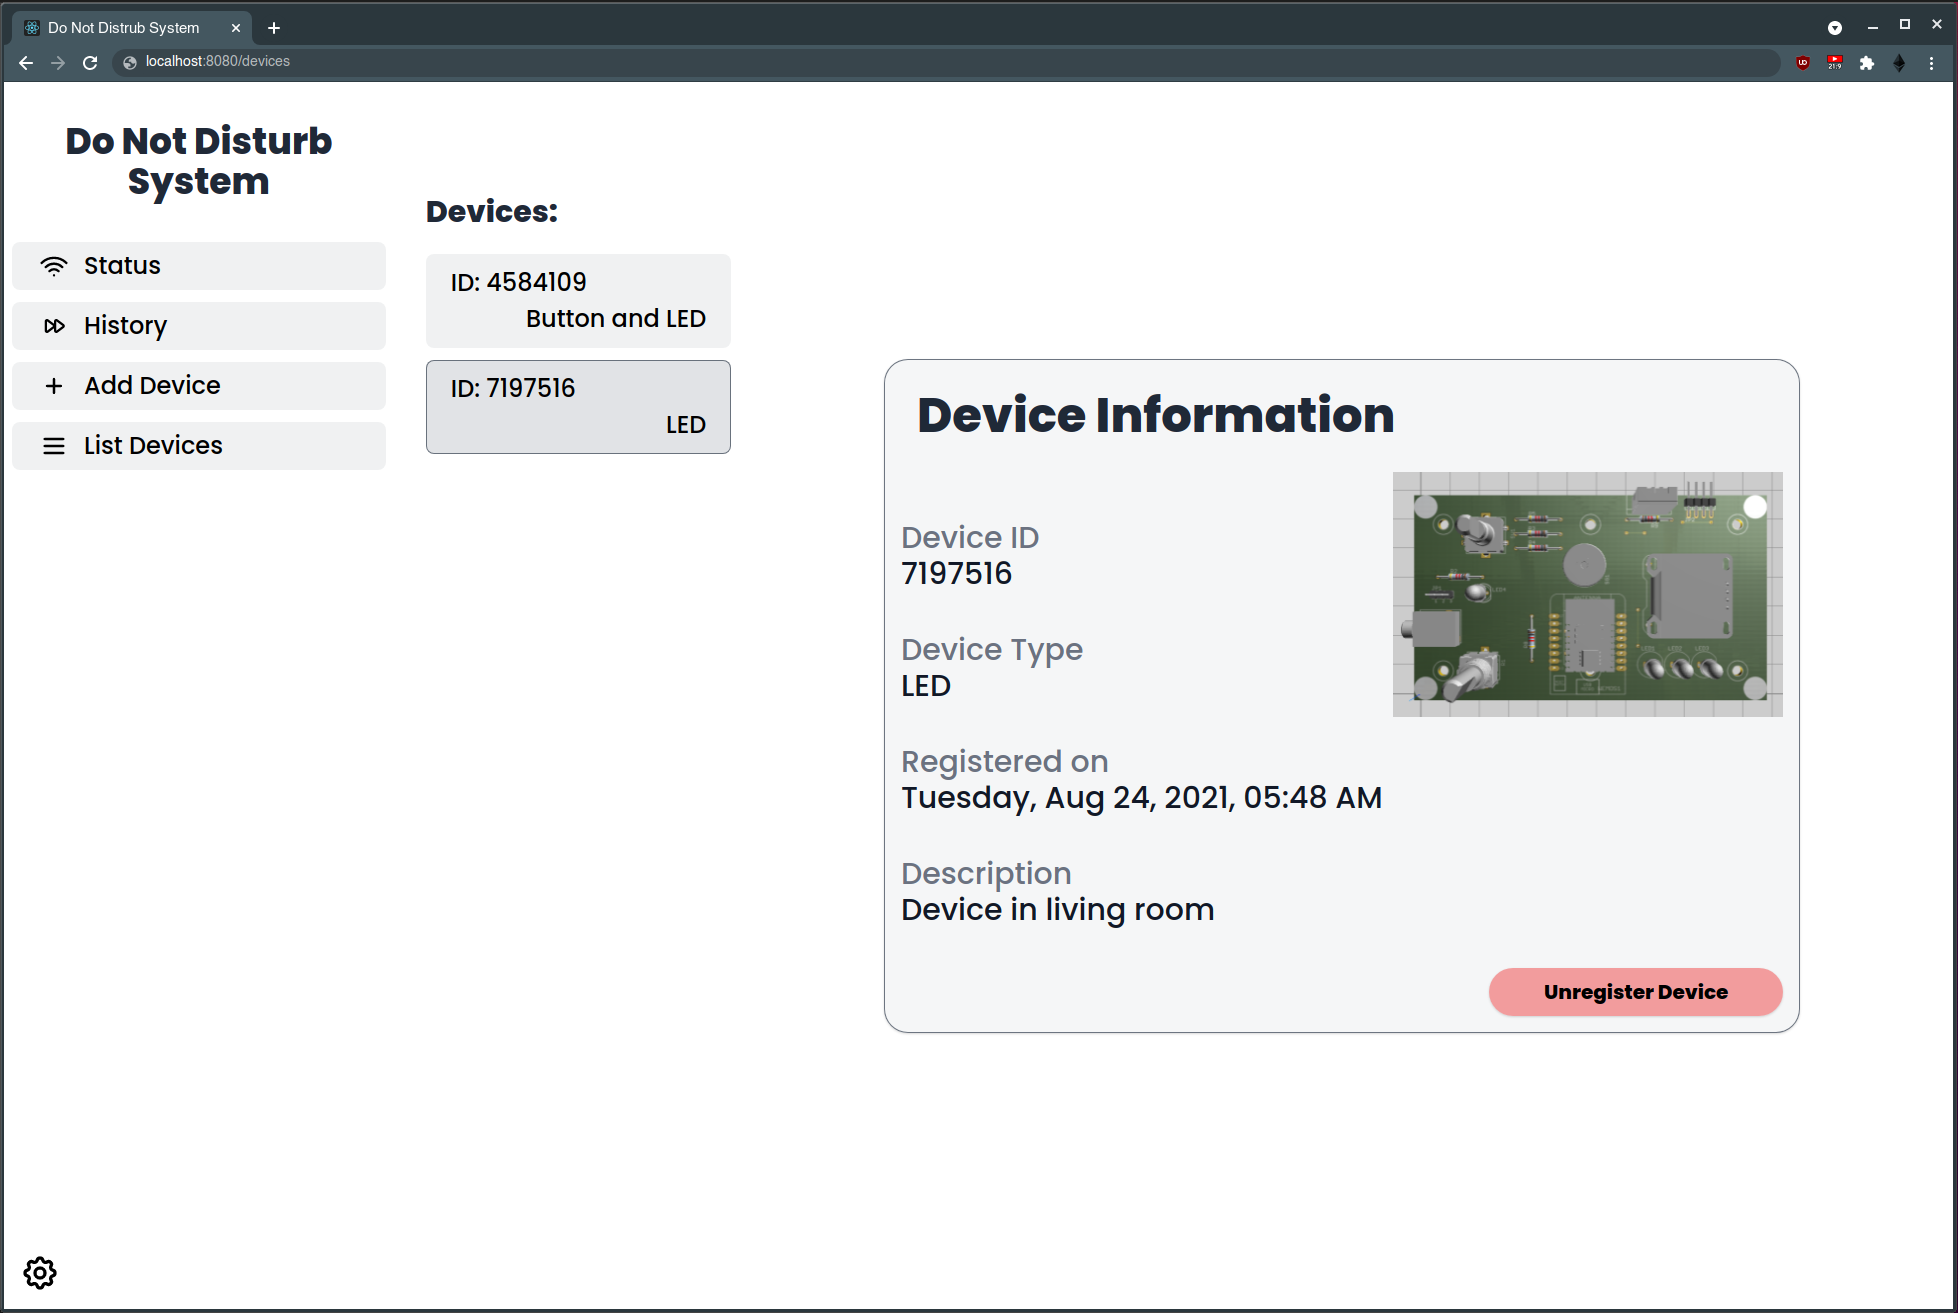 Do Not Distrub System
localhost:8080/devices
Do Not Disturb
System
Status
History
Add Device
List Devices
Devices:
ID: 4584109
Button and LED
ID: 7197516
LED
Device Information
Device ID
7197516
Device Type
LED
Registered on
Tuesday, Aug 24, 2021, 05:48 AM
Description
Device in living room
Unregister Device